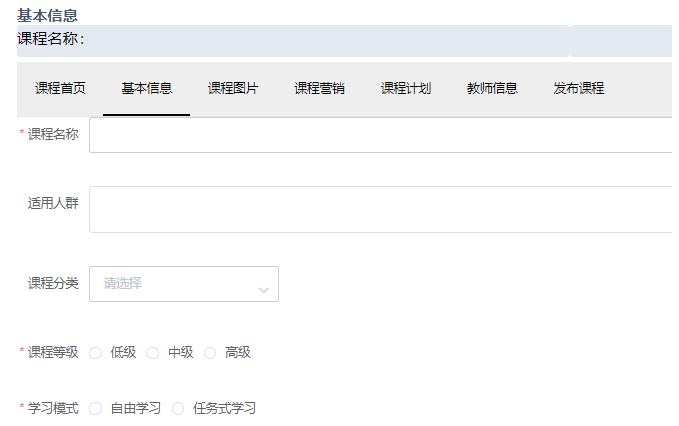 基本信息
课程名称：
课程首页 基本信息 课程图片 课程营销 课程计划 教师信息 发布课程
* 课程名称
适用人群
课程分类 请选择
* 课程等级 低级 中级 高级
* 学习模式 自由学习 任务式学习